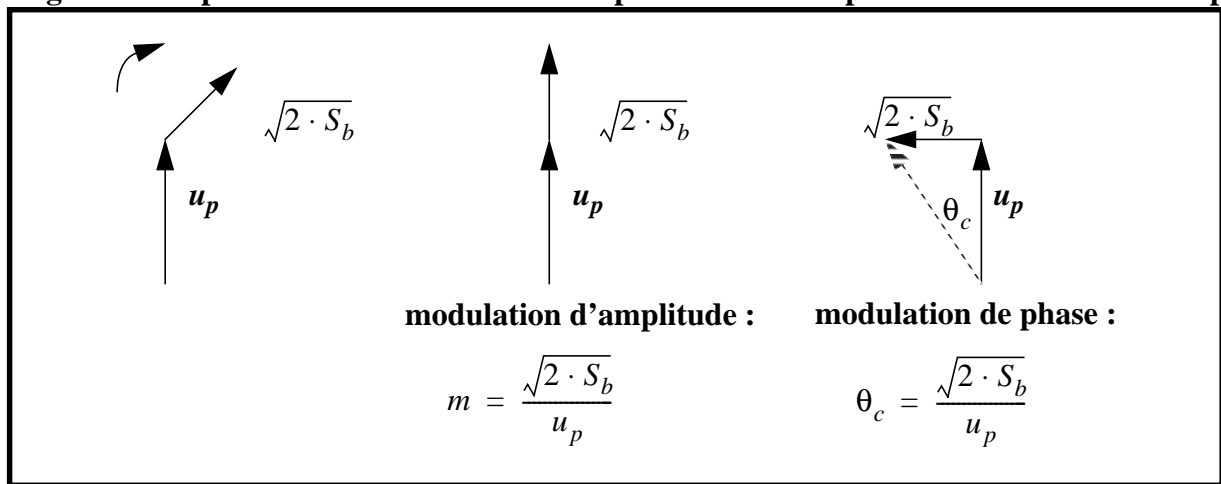 √2 · S_b √2 · S_b √2 · S_b
u_p u_p θ_c u_p
modulation d’amplitude : modulation de phase :
m = √2 · S_b / u_p θ_c = √2 · S_b / u_p